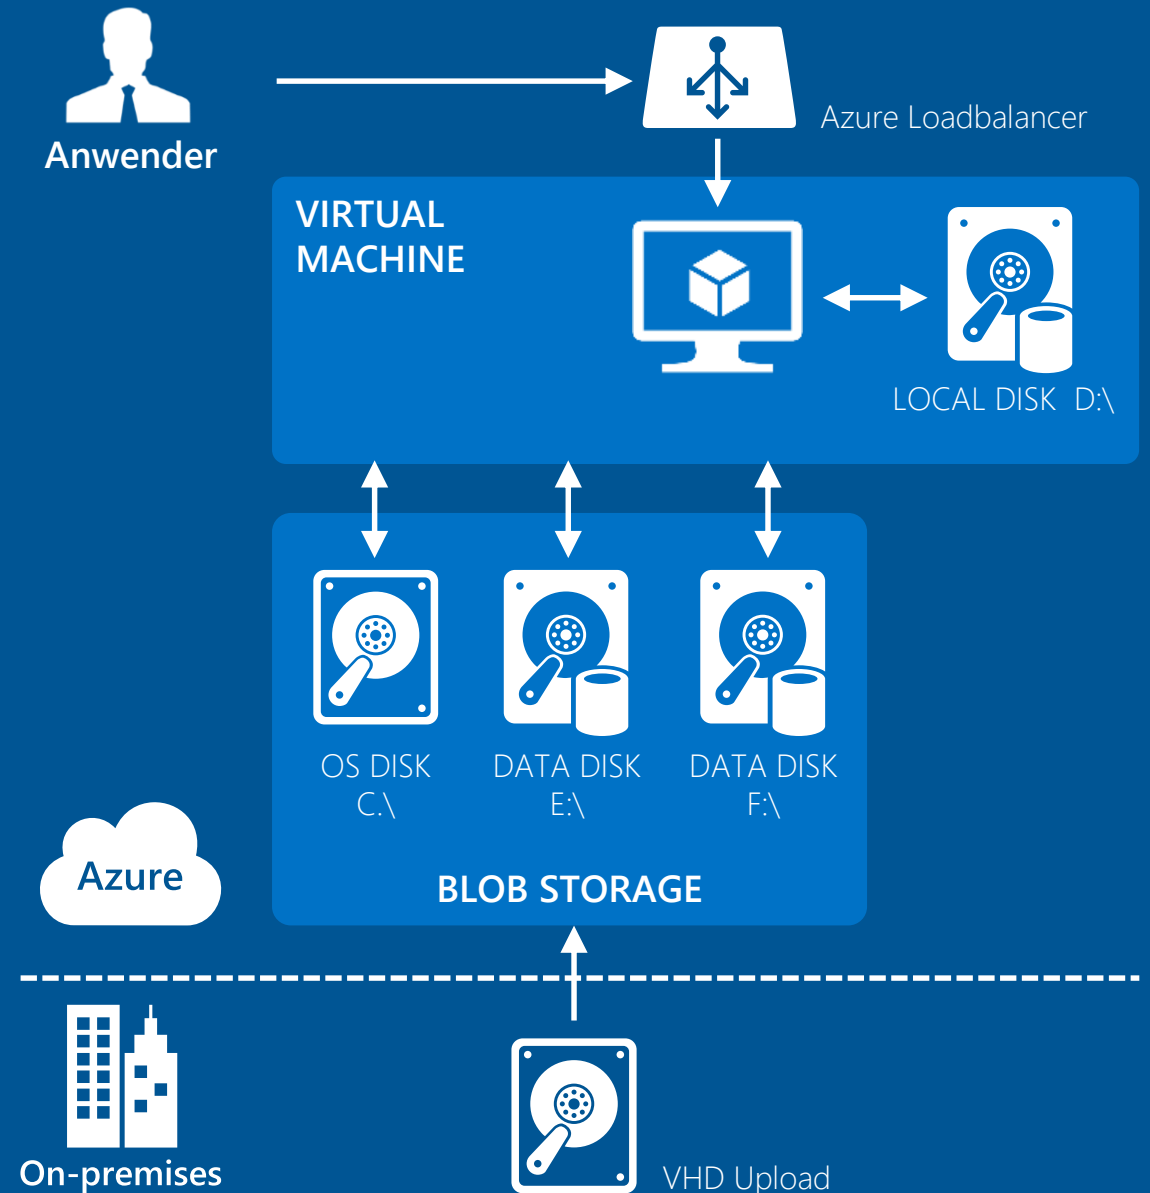 Anwender
Azure Loadbalancer
VIRTUAL
MACHINE
LOCAL DISK D:\
OS DISK
C.\
DATA DISK
E:\
DATA DISK
F:\
BLOB STORAGE
Azure
On-premises
VHD Upload